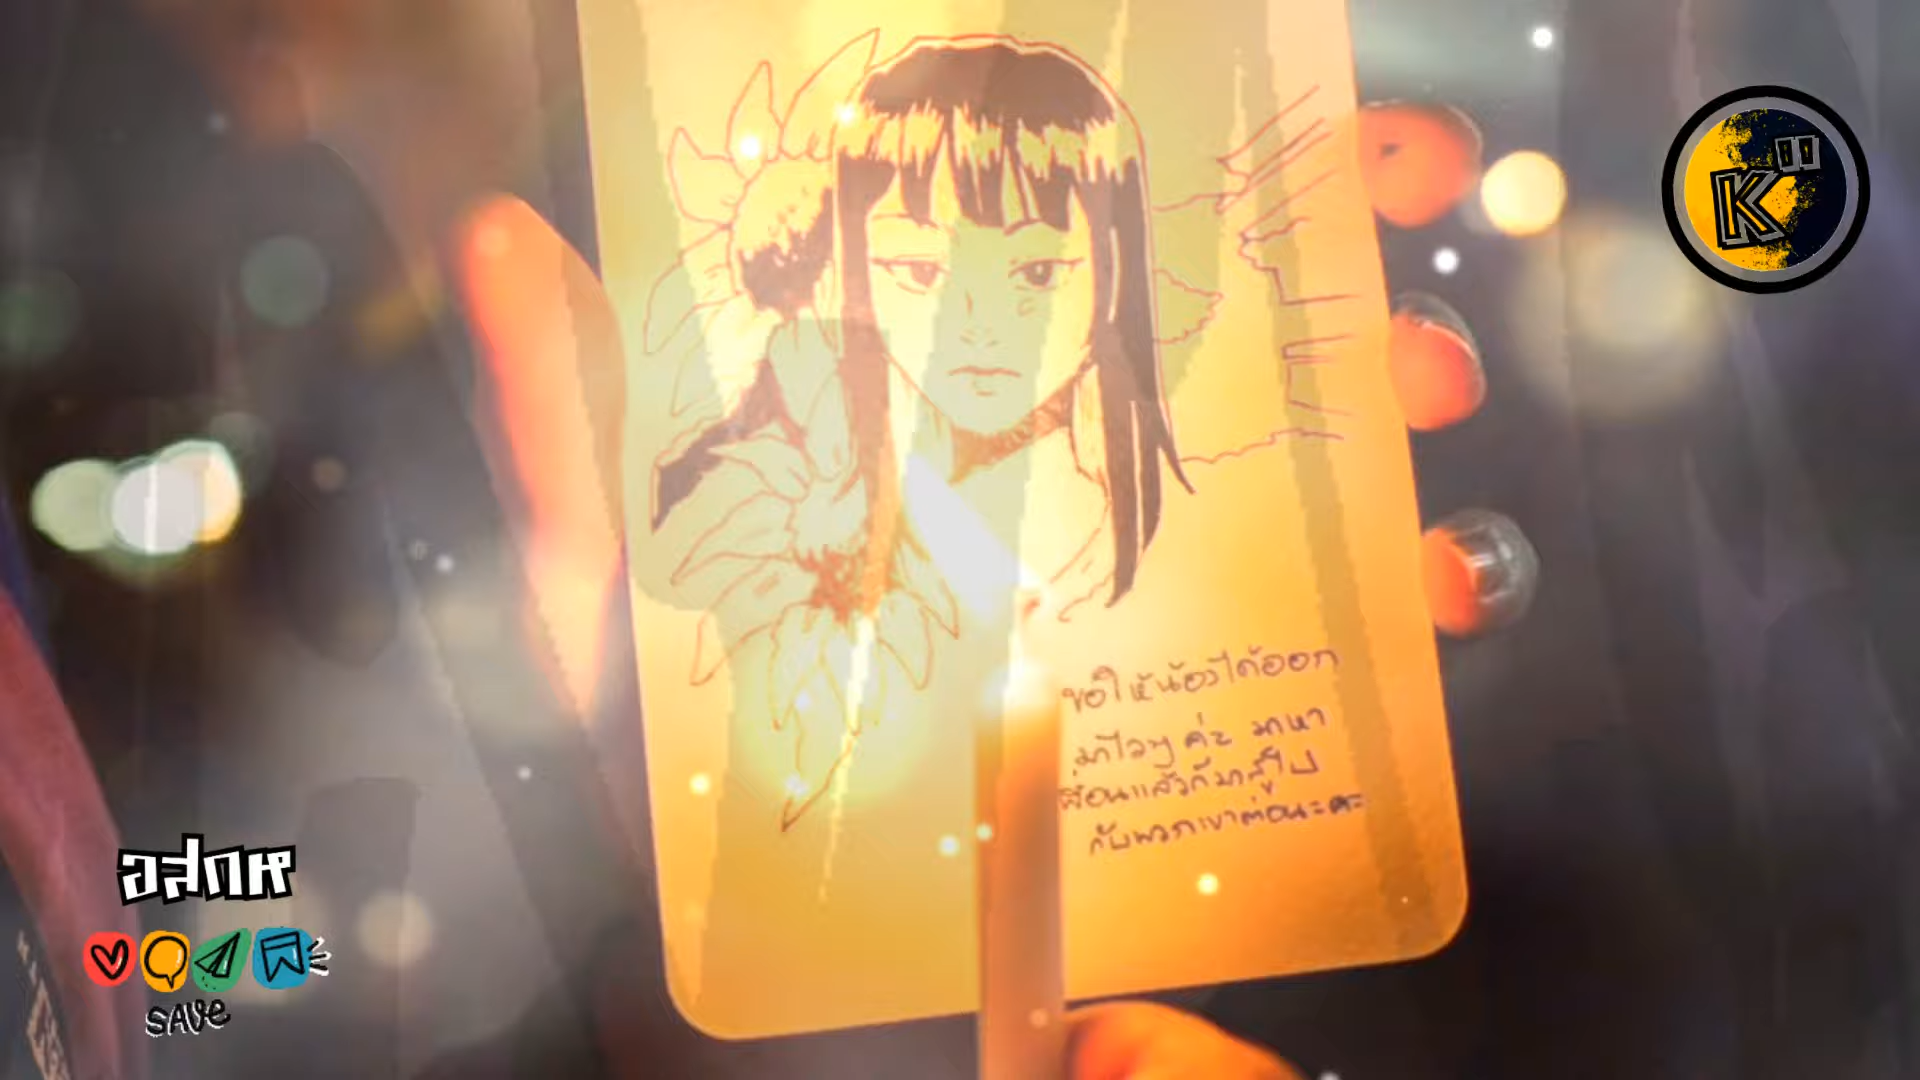 K"
ขอให้น้องได้ออก
มาไวๆ ค่ะ มาหา
เพื่อนแล้วก็มาสู้ไป
กับพวกเขาต่อนะคะ
อสกห
SAVe